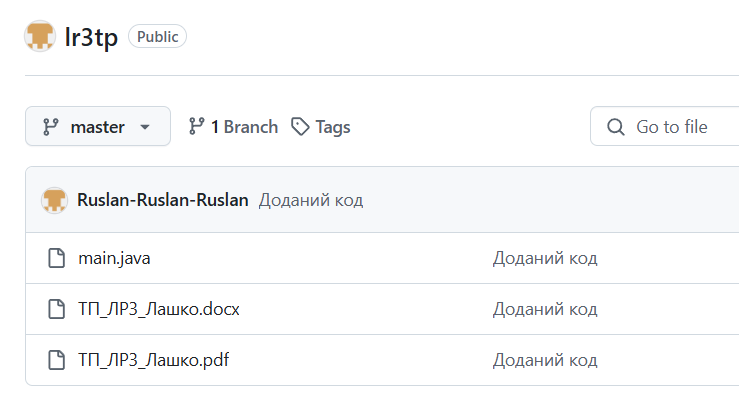 lr3tp Public
master 1 Branch Tags Go to file
Ruslan-Ruslan-Ruslan Доданий код
main.java Доданий код
ТП_ЛР3_Лашко.docx Доданий код
ТП_ЛР3_Лашко.pdf Доданий код